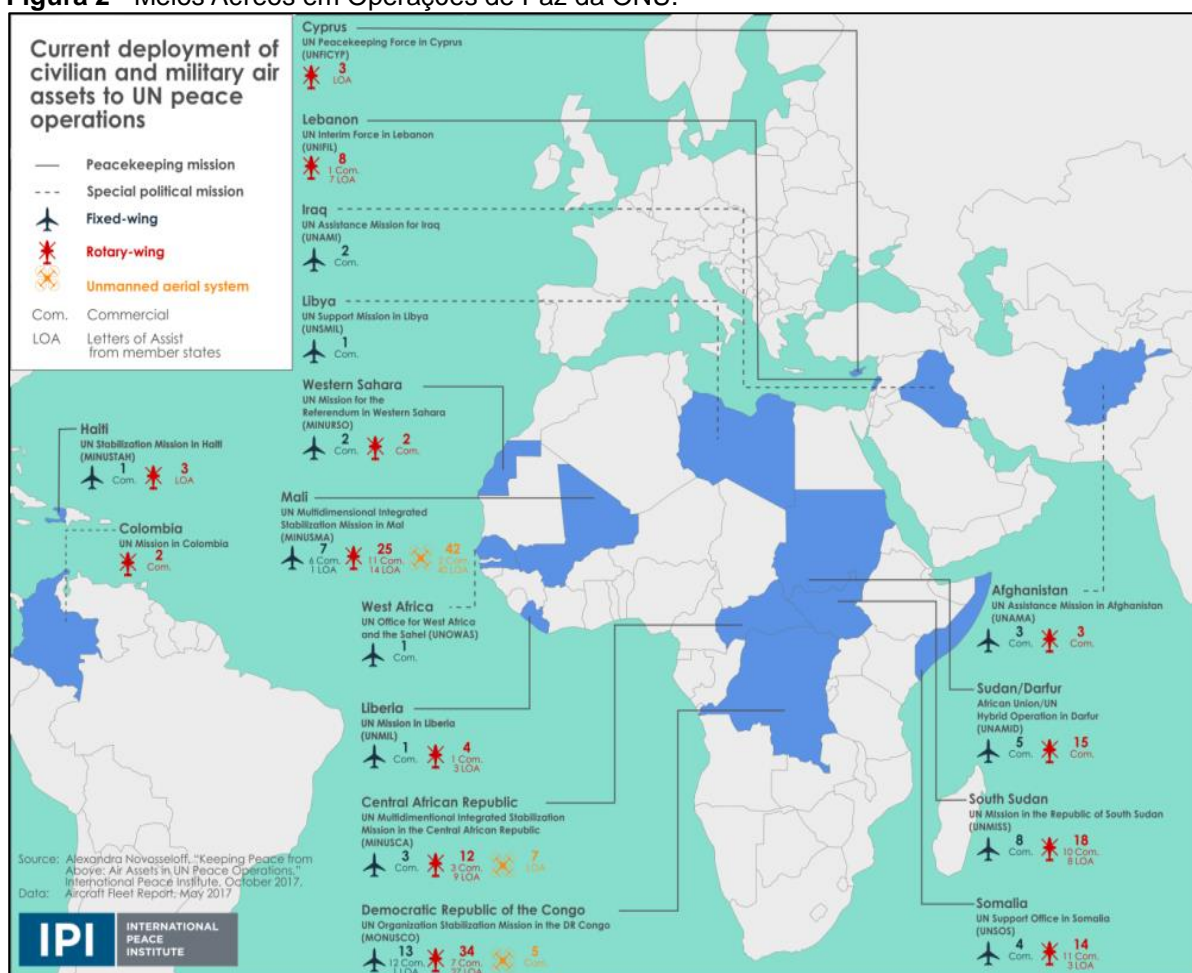 Figura 2 - Meios Aéreos em Operações de Paz da ONU.
Current deployment of
civilian and military air
assets to UN peace
operations
Peacekeeping mission
Special political mission
Fixed-wing
Rotary-wing
Unmanned aerial system
Com. Commercial
LOA Letters of Assist
from member states
Cyprus
UN Peacekeeping Force in Cyprus
(UNFICYP)
3
LOA
Lebanon
UN Interim Force in Lebanon
(UNIFIL)
8
1 Com.
7 LOA
Iraq
UN Assistance Mission for Iraq
(UNAMI)
2
Com.
Libya
UN Support Mission in Libya
(UNSMIL)
1
Com.
Western Sahara
UN Mission for the
Referendum in Western Sahara
(MINURSO)
2 2
Com. Com.
Haiti
UN Stabilization Mission in Haiti
(MINUSTAH)
1 3
Com. LOA
Colombia
UN Mission in Colombia
2
Com.
Mali
UN Multidimensional Integrated
Stabilization Mission in Mal
(MINUSMA)
7 25 42
6 Com. 11 Com. 2 Com.
1 LOA 14 LOA 40 LOA
West Africa
UN Office for West Africa
and the Sahel (UNOWAS)
1
Com.
Liberia
UN Mission in Liberia
(UNMIL)
1 4
Com. 1 Com.
3 LOA
Central African Republic
UN Multidimentional Integrated Stabilization
Mission in the Central African Republic
(MINUSCA)
3 12 7
Com. 3 Com. LOA
9 LOA
Democratic Republic of the Congo
UN Organization Stabilization Mission in the DR Congo
(MONUSCO)
13 34 5
12 Com. 7 Com. Com.
1 LOA 27 LOA
Afghanistan
UN Assistance Mission in Afghanistan
(UNAMA)
3 3
Com. Com.
Sudan/Darfur
African Union/UN
Hybrid Operation in Darfur
(UNAMID)
5 15
Com. Com.
South Sudan
UN Mission in the Republic of South Sudan
(UNMISS)
8 18
Com. 10 Com.
8 LOA
Somalia
UN Support Office in Somalia
(UNSOS)
4 14
Com. 11 Com.
3 LOA
Source: Alexandra Novosseloff, "Keeping Peace from
Above: Air Assets in UN Peace Operations,"
International Peace Institute, October 2017.
Data: Aircraft Fleet Report, May 2017
IPI INTERNATIONAL
PEACE
INSTITUTE